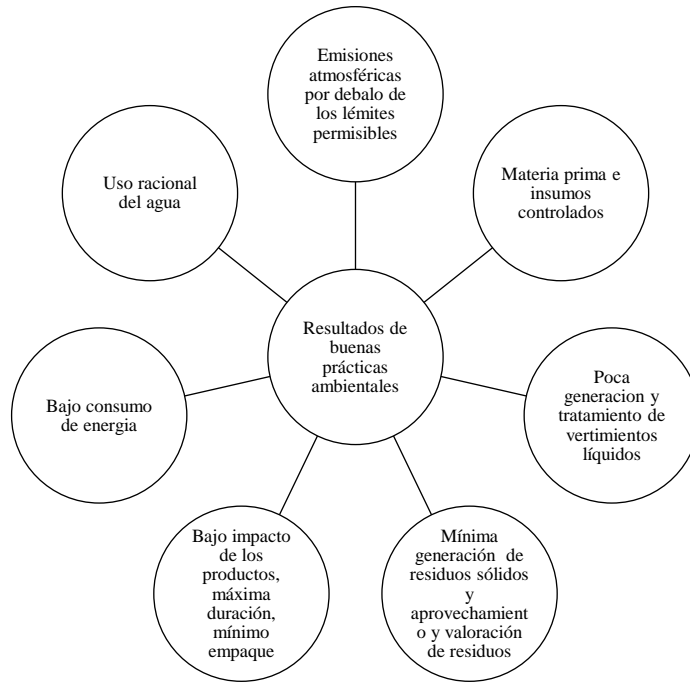 Emisiones
atmosféricas
por debalo de
los lémites
permisibles
Materia prima e
insumos
controlados
Poca
generacion y
tratamiento de
vertimientos
líquidos
Mínima
generación de
residuos sólidos
y
aprovechamient
o y valoración
de residuos
Bajo impacto
de los
productos,
máxima
duración,
mínimo
empaque
Bajo consumo
de energia
Uso racional
del agua
Resultados de
buenas
prácticas
ambientales